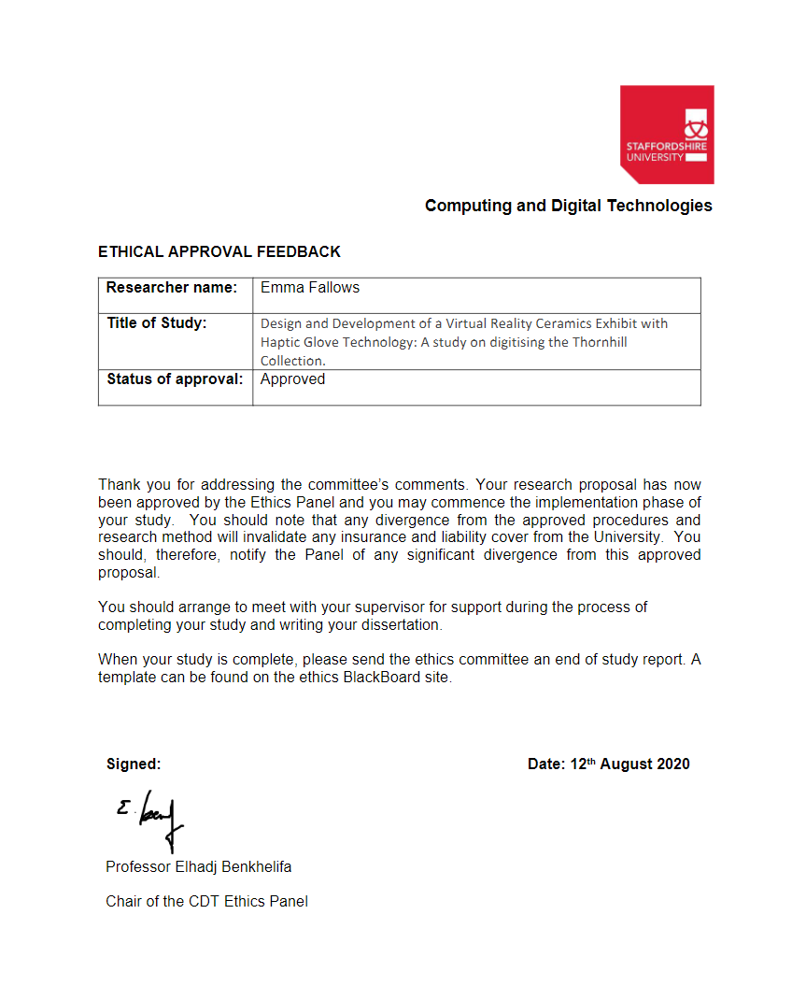 STAFFORDSHIRE
UNIVERSITY
Computing and Digital Technologies
ETHICAL APPROVAL FEEDBACK
Researcher name: Emma Fallows
Title of Study: Design and Development of a Virtual Reality Ceramics Exhibit with
Haptic Glove Technology: A study on digitising the Thornhill
Collection.
Status of approval: Approved
Thank you for addressing the committee’s comments. Your research proposal has now
been approved by the Ethics Panel and you may commence the implementation phase of
your study. You should note that any divergence from the approved procedures and
research method will invalidate any insurance and liability cover from the University. You
should, therefore, notify the Panel of any significant divergence from this approved
proposal.
You should arrange to meet with your supervisor for support during the process of
completing your study and writing your dissertation.
When your study is complete, please send the ethics committee an end of study report. A
template can be found on the ethics BlackBoard site.
Signed: Date: 12th August 2020
Professor Elhadj Benkhelifa
Chair of the CDT Ethics Panel